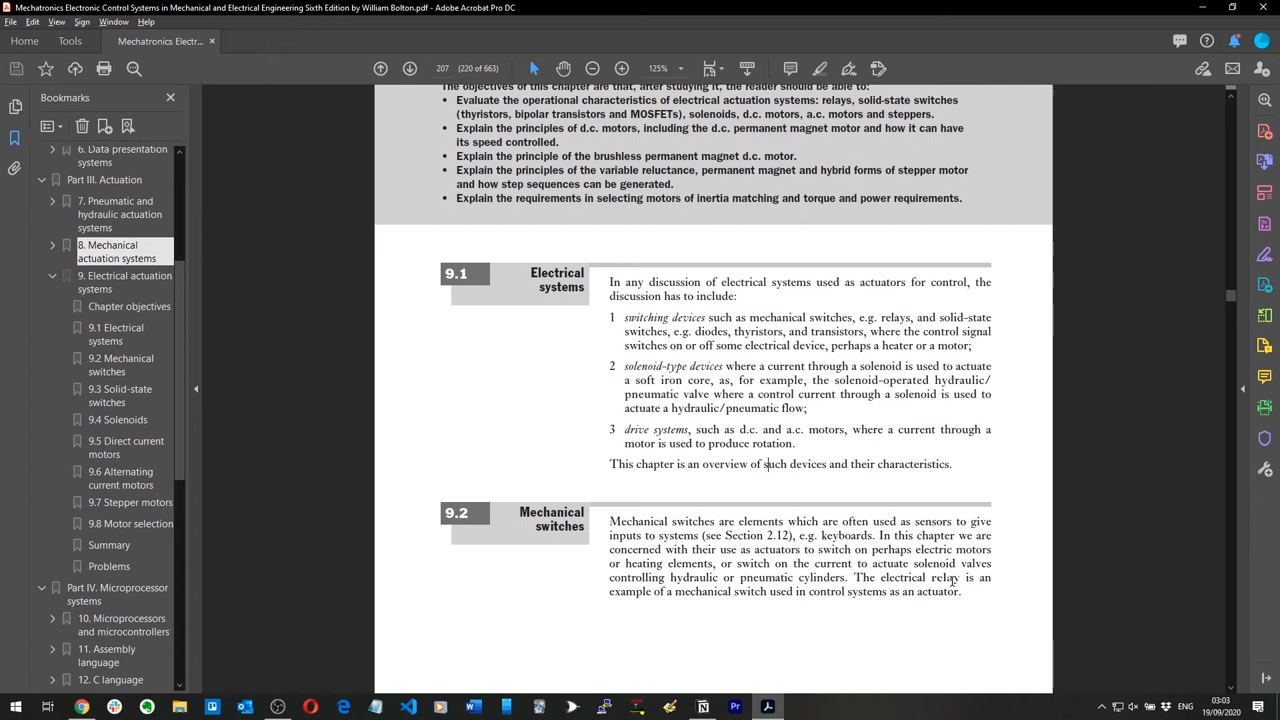 Mechatronics Electronic Control Systems in Mechanical and Electrical Engineering Sixth Edition by William Bolton.pdf - Adobe Acrobat Pro DC
File Edit View Sign Window Help
Home Tools Mechatronics Electr... ×
207 (220 of 663) 125%
Bookmarks
6. Data presentation
systems
Part III. Actuation
7. Pneumatic and
hydraulic actuation
systems
8. Mechanical
actuation systems
9. Electrical actuation
systems
Chapter objectives
9.1 Electrical
systems
9.2 Mechanical
switches
9.3 Solid-state
switches
9.4 Solenoids
9.5 Direct current
motors
9.6 Alternating
current motors
9.7 Stepper motors
9.8 Motor selection
Summary
Problems
Part IV. Microprocessor
systems
10. Microprocessors
and microcontrollers
11. Assembly
language
12. C language
The objectives of this chapter are that, after studying it, the reader should be able to:
• Evaluate the operational characteristics of electrical actuation systems: relays, solid-state switches
(thyristors, bipolar transistors and MOSFETs), solenoids, d.c. motors, a.c. motors and steppers.
• Explain the principles of d.c. motors, including the d.c. permanent magnet motor and how it can have
its speed controlled.
• Explain the principle of the brushless permanent magnet d.c. motor.
• Explain the principles of the variable reluctance, permanent magnet and hybrid forms of stepper motor
and how step sequences can be generated.
• Explain the requirements in selecting motors of inertia matching and torque and power requirements.
9.1 Electrical
systems
In any discussion of electrical systems used as actuators for control, the
discussion has to include:
1 switching devices such as mechanical switches, e.g. relays, and solid-state
switches, e.g. diodes, thyristors, and transistors, where the control signal
switches on or off some electrical device, perhaps a heater or a motor;
2 solenoid-type devices where a current through a solenoid is used to actuate
a soft iron core, as, for example, the solenoid-operated hydraulic/
pneumatic valve where a control current through a solenoid is used to
actuate a hydraulic/pneumatic flow;
3 drive systems, such as d.c. and a.c. motors, where a current through a
motor is used to produce rotation.
This chapter is an overview of such devices and their characteristics.
9.2 Mechanical
switches
Mechanical switches are elements which are often used as sensors to give
inputs to systems (see Section 2.12), e.g. keyboards. In this chapter we are
concerned with their use as actuators to switch on perhaps electric motors
or heating elements, or switch on the current to actuate solenoid valves
controlling hydraulic or pneumatic cylinders. The electrical relay is an
example of a mechanical switch used in control systems as an actuator.
03:03
19/09/2020